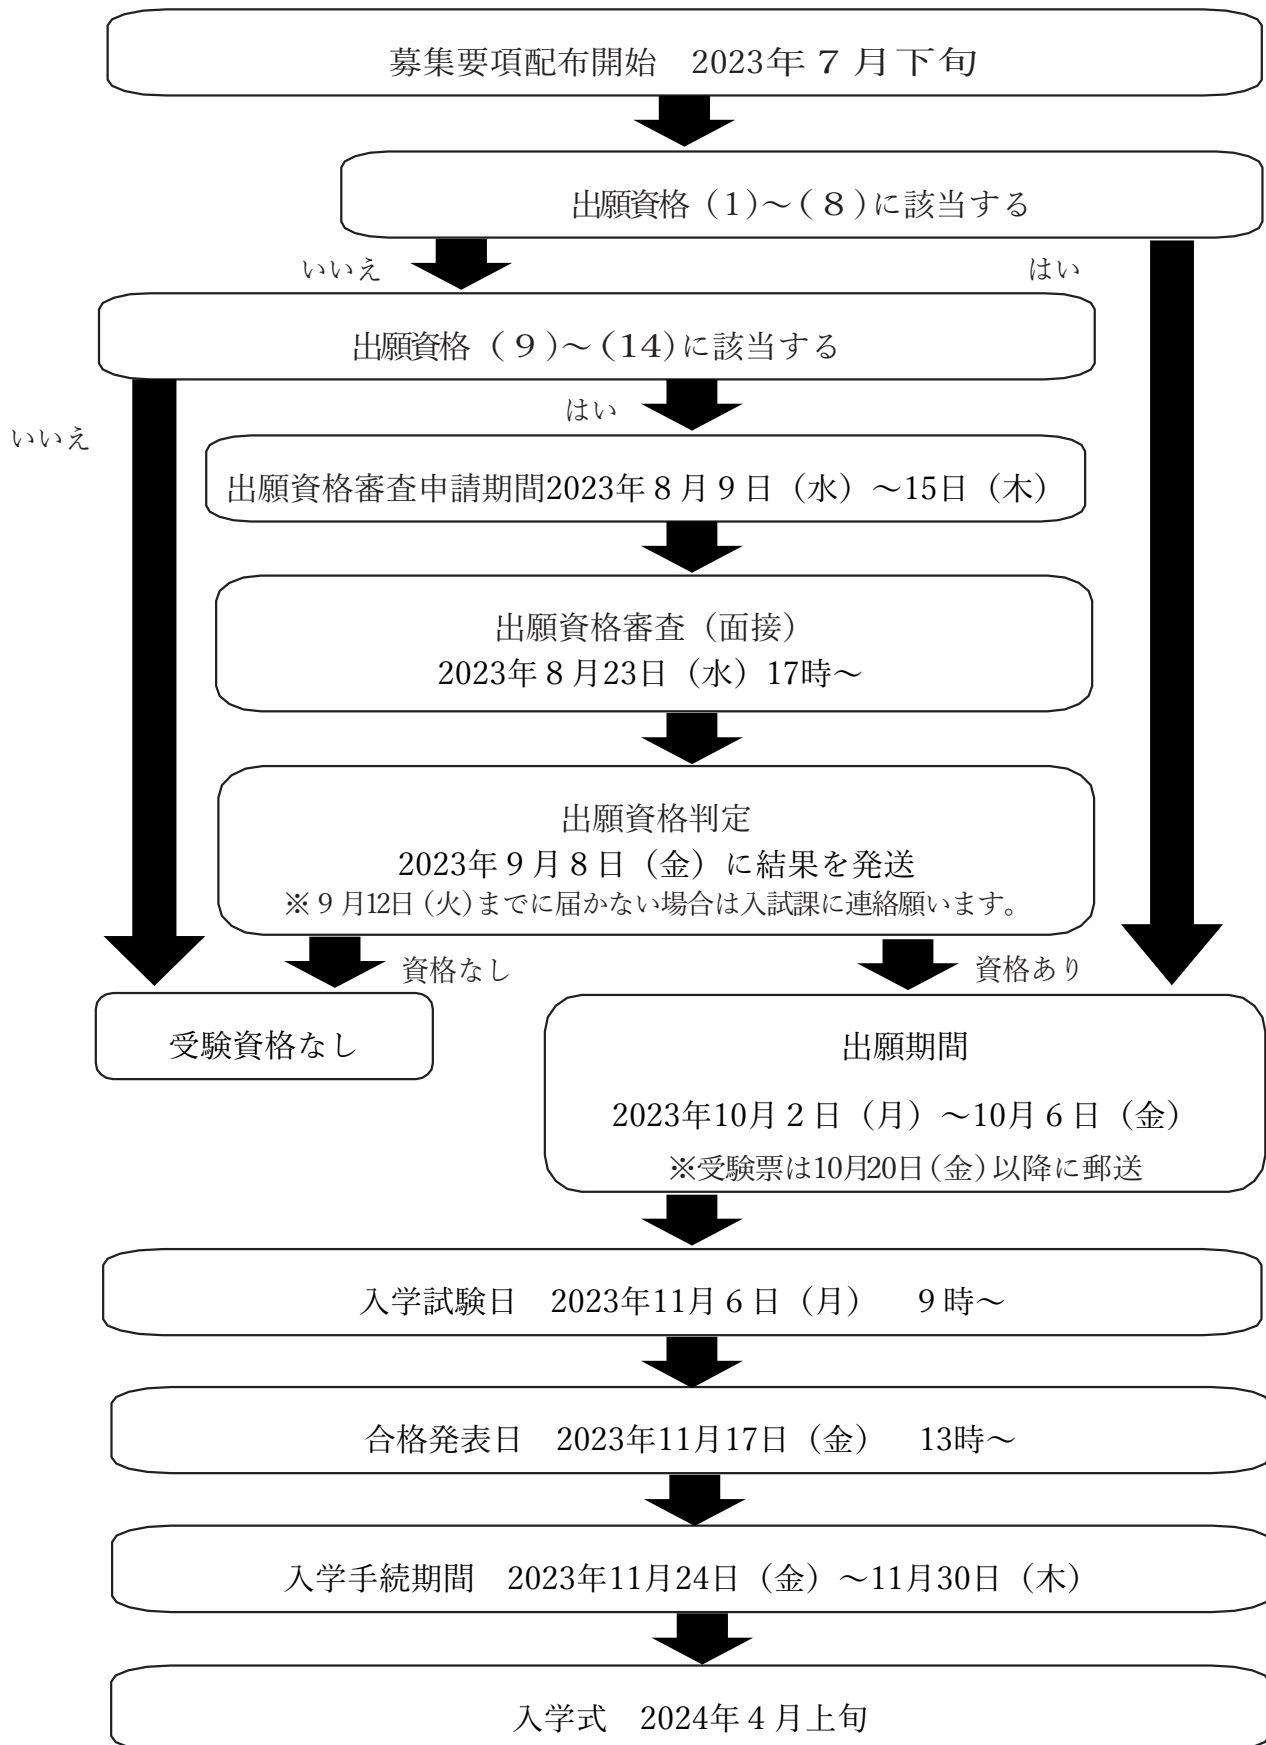 募集要項配布開始　2023年７月下旬
出願資格（1）～（８）に該当する
いいえ
はい
出願資格（９）～（14）に該当する
はい
いいえ
出願資格審査申請期間2023年８月９日（水）～15日（木）
出願資格審査（面接）
2023年８月23日（水）17時～
出願資格判定
2023年９月８日（金）に結果を発送
※９月12日（火）までに届かない場合は入試課に連絡願います。
資格なし
資格あり
受験資格なし
出願期間
2023年10月２日（月）～10月６日（金）
※受験票は10月20日（金）以降に郵送
入学試験日　2023年11月６日（月）　９時～
合格発表日　2023年11月17日（金）　13時～
入学手続期間　2023年11月24日（金）～11月30日（木）
入学式　2024年４月上旬